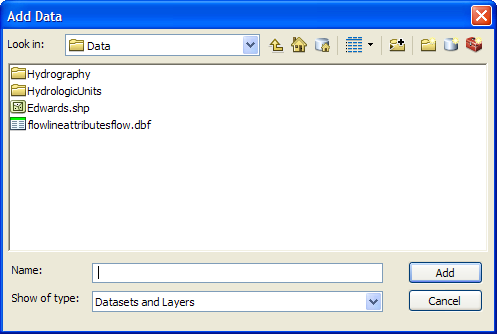 Add Data
Look in:
Data
Hydrography
HydrologicUnits
Edwards.shp
flowlineattributesflow.dbf
Name:
Add
Show of type:
Datasets and Layers
Cancel